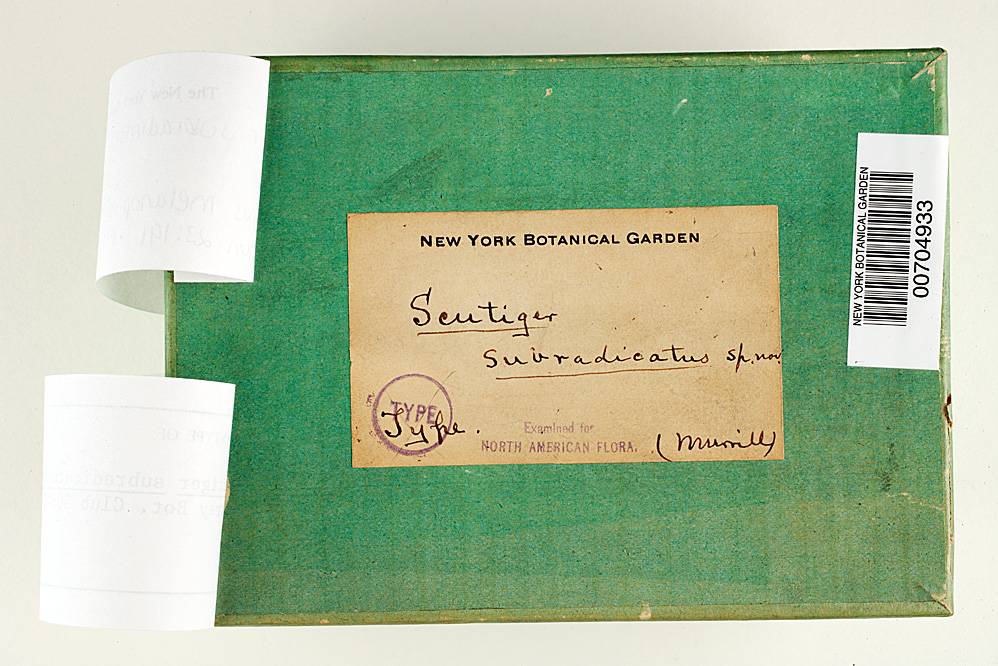 NEW YORK BOTANICAL GARDEN
Scutiger
subradicatus sp. nov
TYPE
Type.
Examined for
NORTH AMERICAN FLORA.
(Murrill)
NEW YORK BOTANICAL GARDEN
00704933